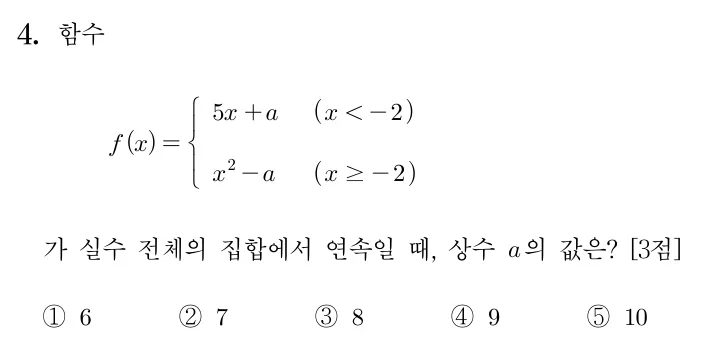 4. 함수
5x+a (x<-2)
f(x)={
x²-a (x≥-2)
가 실수 전체의 집합에서 연속일 때, 상수 a의 값은? [3점]
① 6 ② 7 ③ 8 ④ 9 ⑤ 10